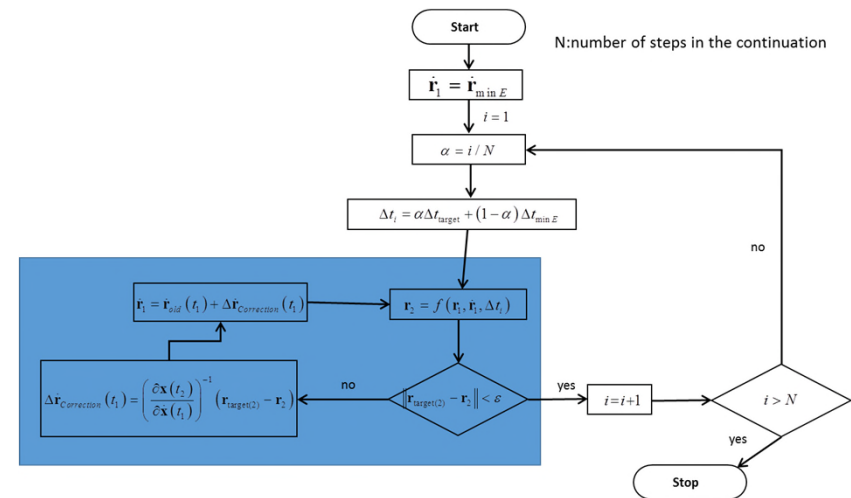 Start
N:number of steps in the continuation
ṙ₁ = ṙ_min E
i = 1
α = i / N
Δtᵢ = αΔt_target + (1 − α) Δt_min E
no
ṙ₁ = ṙ_old (t₁) + Δṙ_Correction (t₁)
r₂ = f(r₁, ṙ₁, Δtᵢ)
Δṙ_Correction (t₁) = (∂x(t₂) / ∂ẋ(t₁))⁻¹ (r_target(2) − r₂)
no
‖r_target(2) − r₂‖ < ε
yes
i=i+1
i > N
yes
Stop